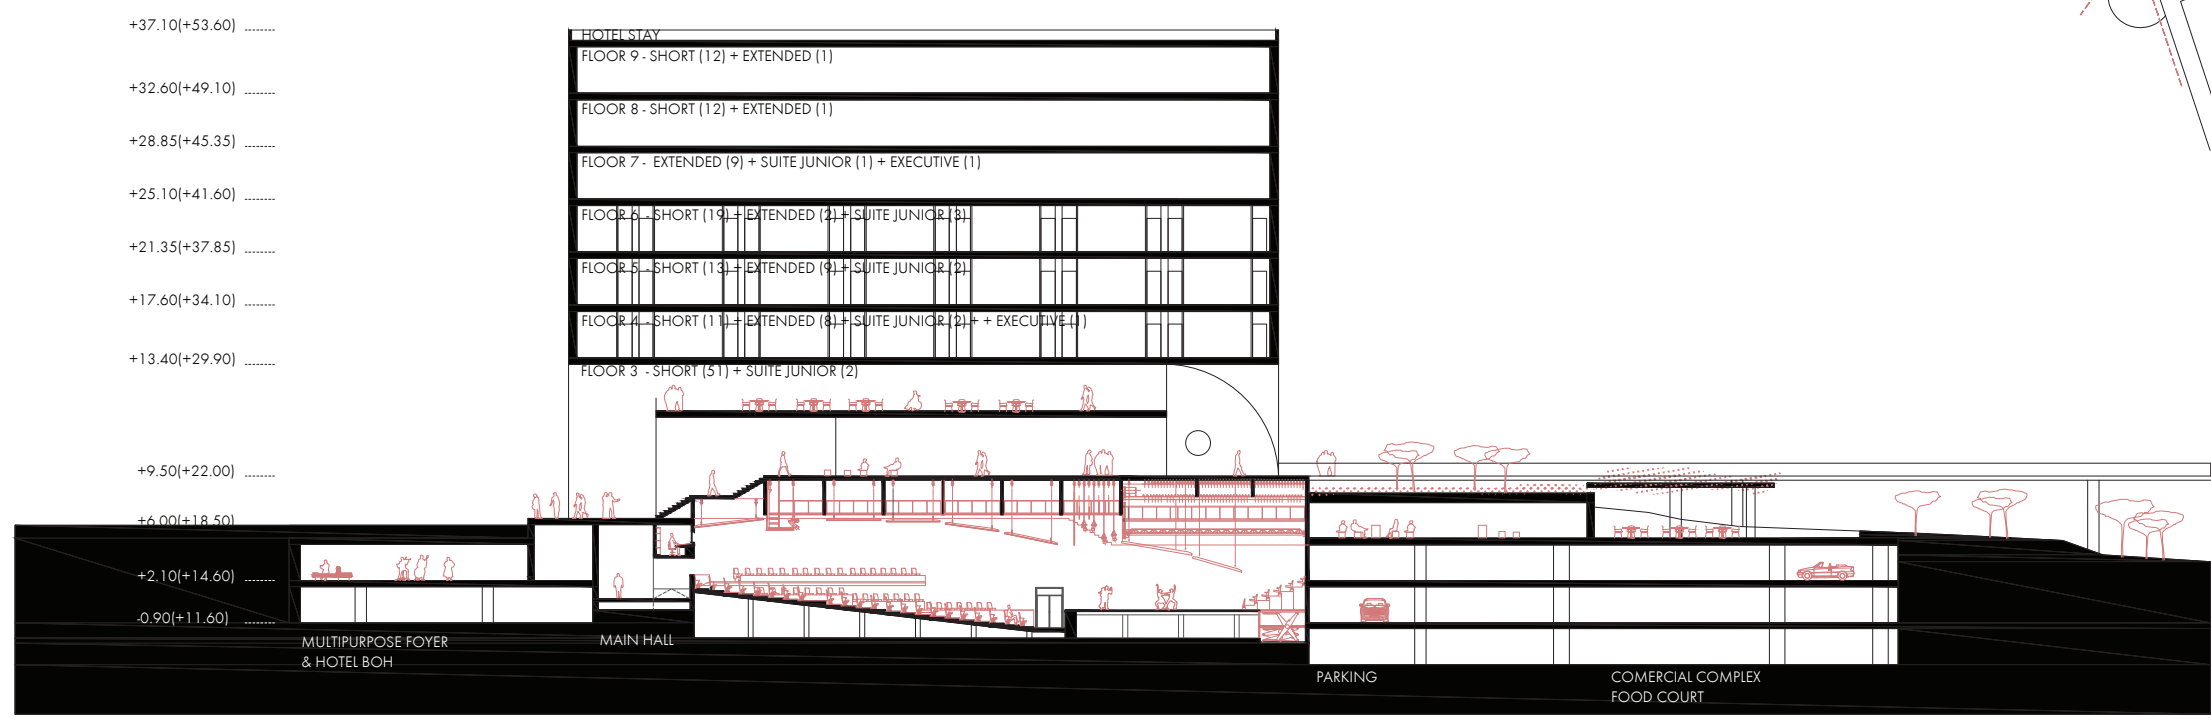 +37.10(+53.60)
HOTEL STAY
FLOOR 9 - SHORT (12) + EXTENDED (1)
+32.60(+49.10)
FLOOR 8 - SHORT (12) + EXTENDED (1)
+28.85(+45.35)
FLOOR 7 - EXTENDED (9) + SUITE JUNIOR (1) + EXECUTIVE (1)
+25.10(+41.60)
FLOOR 6 - SHORT (19) + EXTENDED (2) + SUITE JUNIOR (3)
+21.35(+37.85)
FLOOR 5 - SHORT (13) + EXTENDED (9) + SUITE JUNIOR (2)
+17.60(+34.10)
FLOOR 4 - SHORT (11) + EXTENDED (8) + SUITE JUNIOR (2) + + EXECUTIVE (1)
+13.40(+29.90)
FLOOR 3 - SHORT (51) + SUITE JUNIOR (2)
+9.50(+22.00)
+6.00(+18.50)
+2.10(+14.60)
-0.90(+11.60)
MULTIPURPOSE FOYER
& HOTEL BOH
MAIN HALL
PARKING
COMERCIAL COMPLEX
FOOD COURT